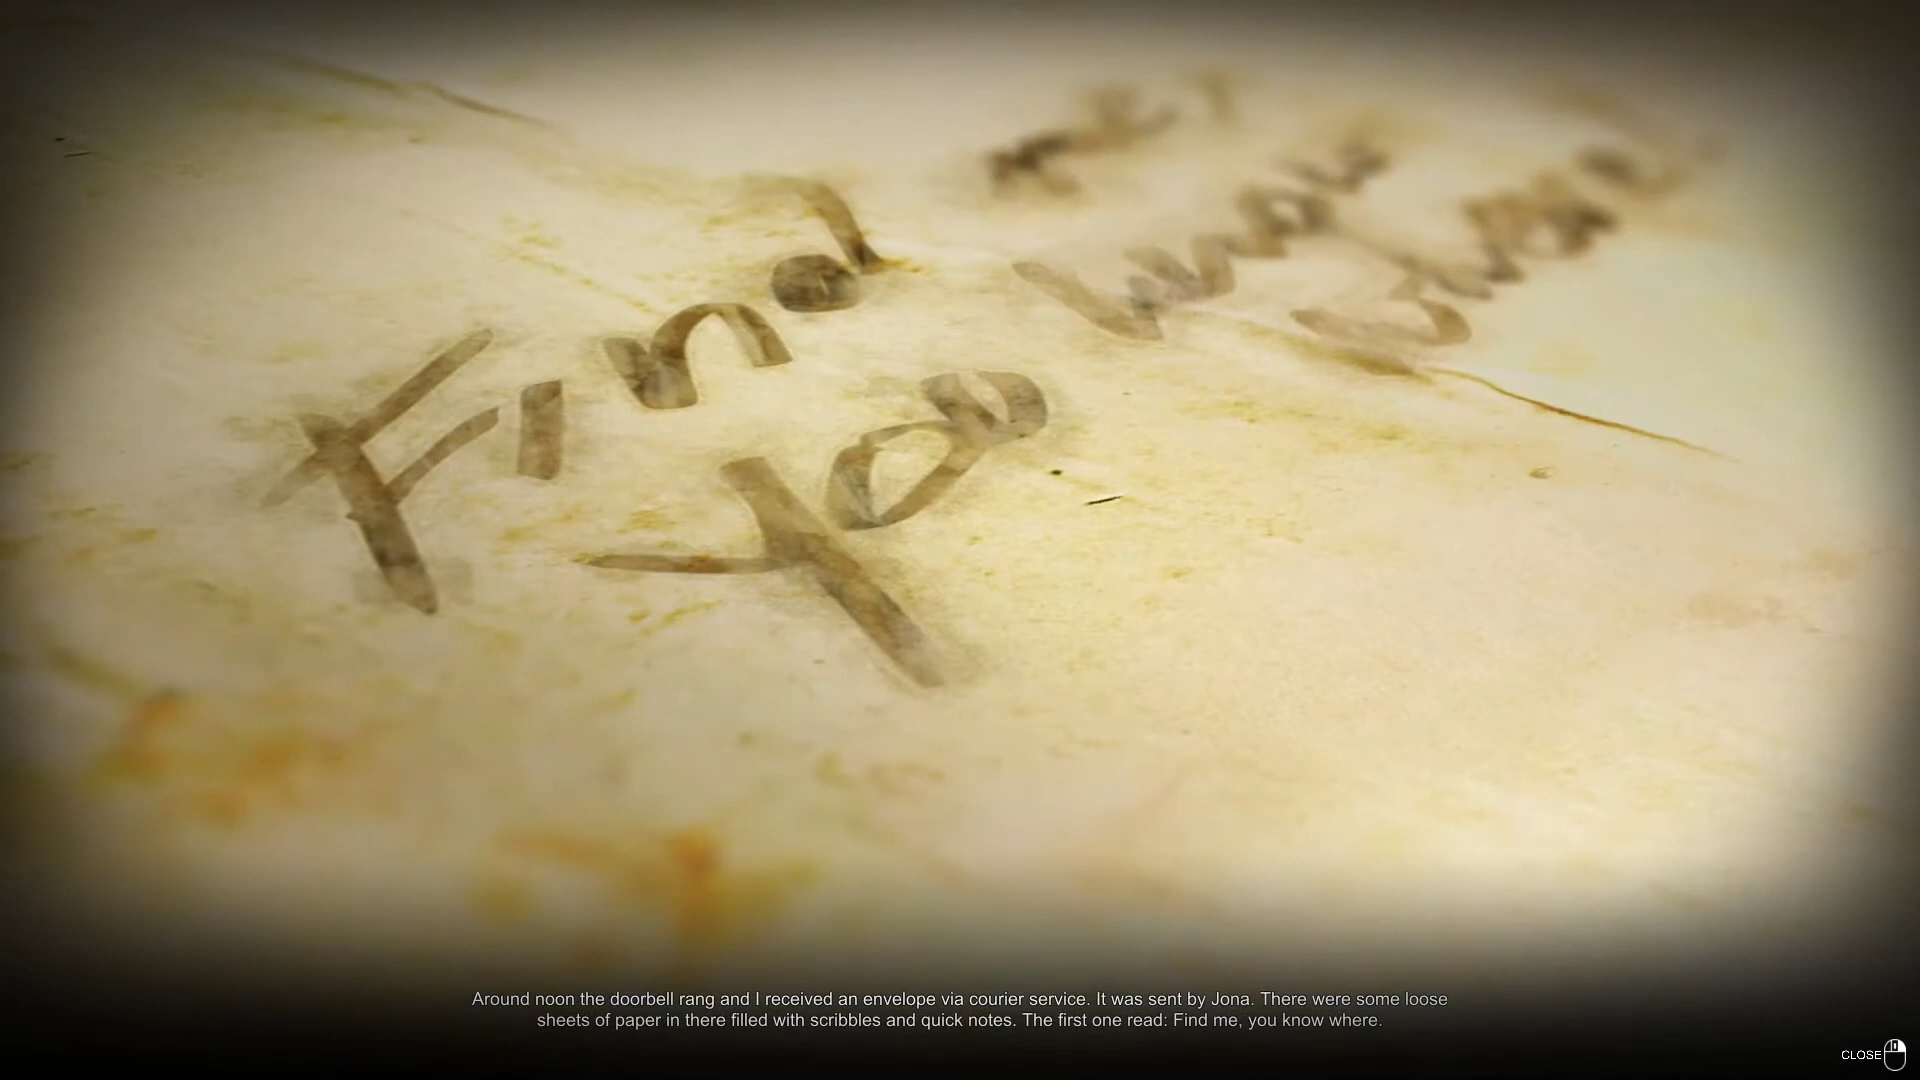 Find me,
You know where
Around noon the doorbell rang and I received an envelope via courier service. It was sent by Jona. There were some loose
sheets of paper in there filled with scribbles and quick notes. The first one read: Find me, you know where.
CLOSE